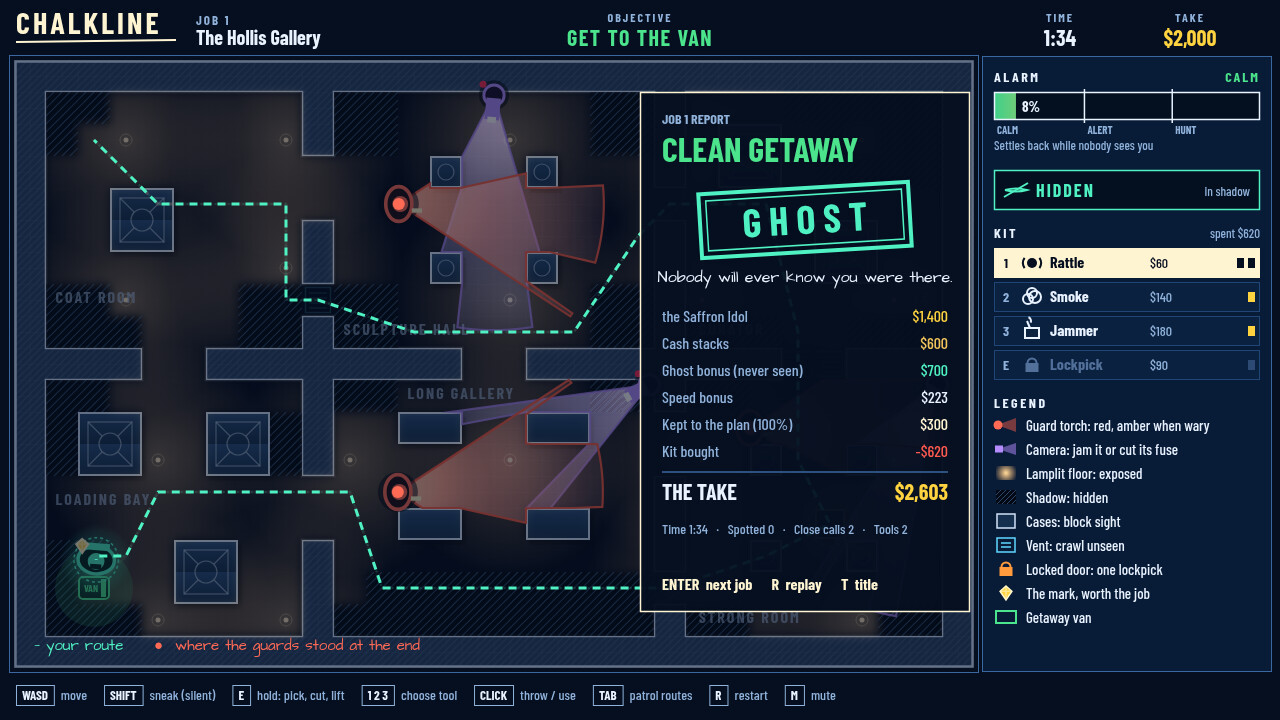 CHALKLINE
JOB 1
The Hollis Gallery
OBJECTIVE
GET TO THE VAN
TIME
1:34
TAKE
$2,000
COAT ROOM
SCULPTURE HALL
LONG GALLERY
LOADING BAY
VAN
STRONG ROOM
- your route
● where the guards stood at the end
JOB 1 REPORT
CLEAN GETAWAY
GHOST
Nobody will ever know you were there.
the Saffron Idol $1,400
Cash stacks $600
Ghost bonus (never seen) $700
Speed bonus $223
Kept to the plan (100%) $300
Kit bought -$620
THE TAKE $2,603
Time 1:34 · Spotted 0 · Close calls 2 · Tools 2
ENTER next job R replay T title
ALARM CALM
8%
CALM ALERT HUNT
Settles back while nobody sees you
HIDDEN In shadow
KIT spent $620
1 Rattle $60
2 Smoke $140
3 Jammer $180
E Lockpick $90
LEGEND
Guard torch: red, amber when wary
Camera: jam it or cut its fuse
Lamplit floor: exposed
Shadow: hidden
Cases: block sight
Vent: crawl unseen
Locked door: one lockpick
The mark, worth the job
Getaway van
WASD move SHIFT sneak (silent) E hold: pick, cut, lift 1 2 3 choose tool CLICK throw / use TAB patrol routes R restart M mute